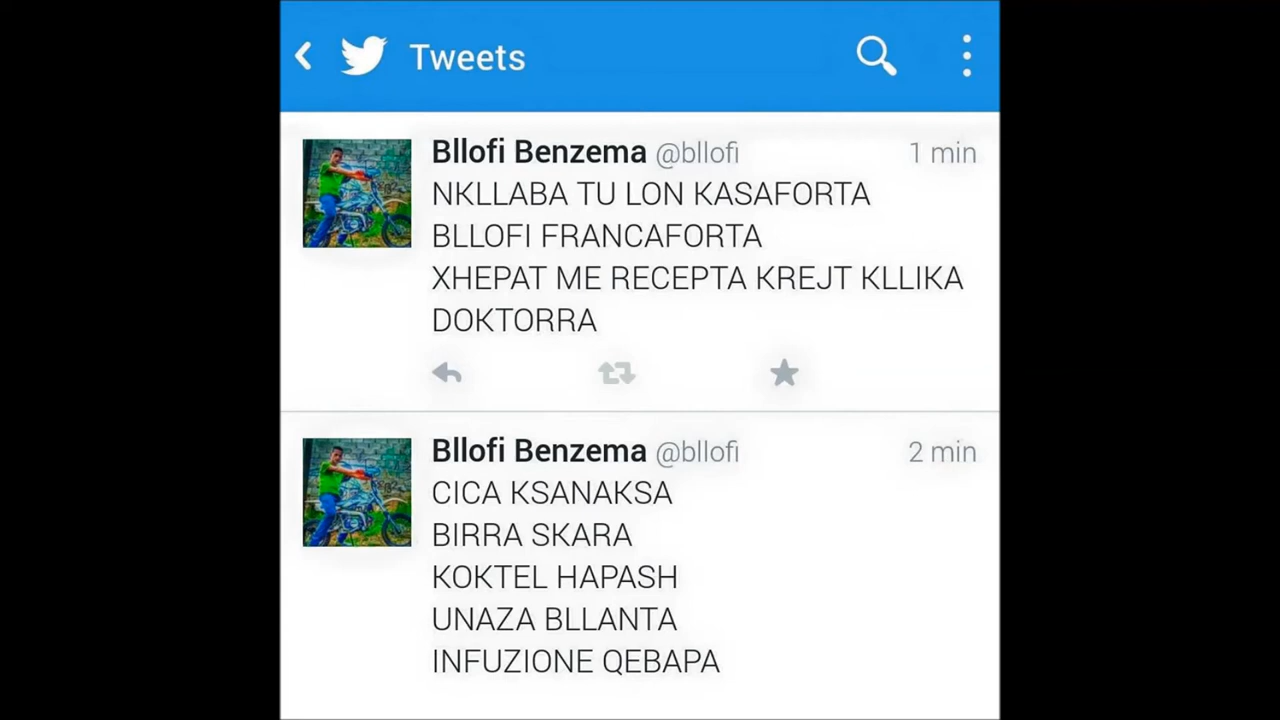 Tweets
Bllofi Benzema @bllofi 1 min
NKLLABA TU LON KASAFORTA
BLLOFI FRANCAFORTA
XHEPAT ME RECEPTA KREJT KLLIKA
DOKTORRA
Bllofi Benzema @bllofi 2 min
CICA KSANAKSA
BIRRA SKARA
KOKTEL HAPASH
UNAZA BLLANTA
INFUZIONE QEBAPA